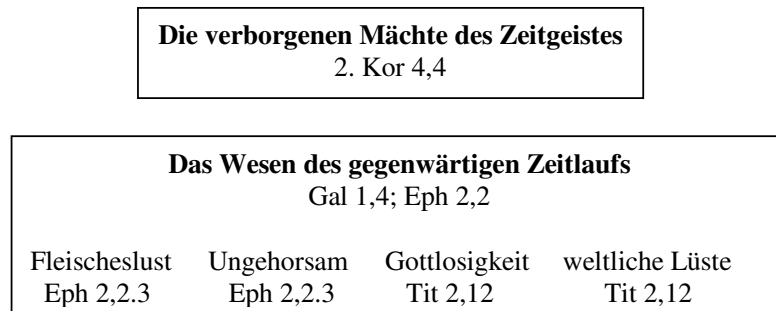 Die verborgenen Mächte des Zeitgeistes
2. Kor 4,4
Das Wesen des gegenwärtigen Zeitlaufs
Gal 1,4; Eph 2,2
Fleischeslust Ungehorsam Gottlosigkeit weltliche Lüste
Eph 2,2.3 Eph 2,2.3 Tit 2,12 Tit 2,12